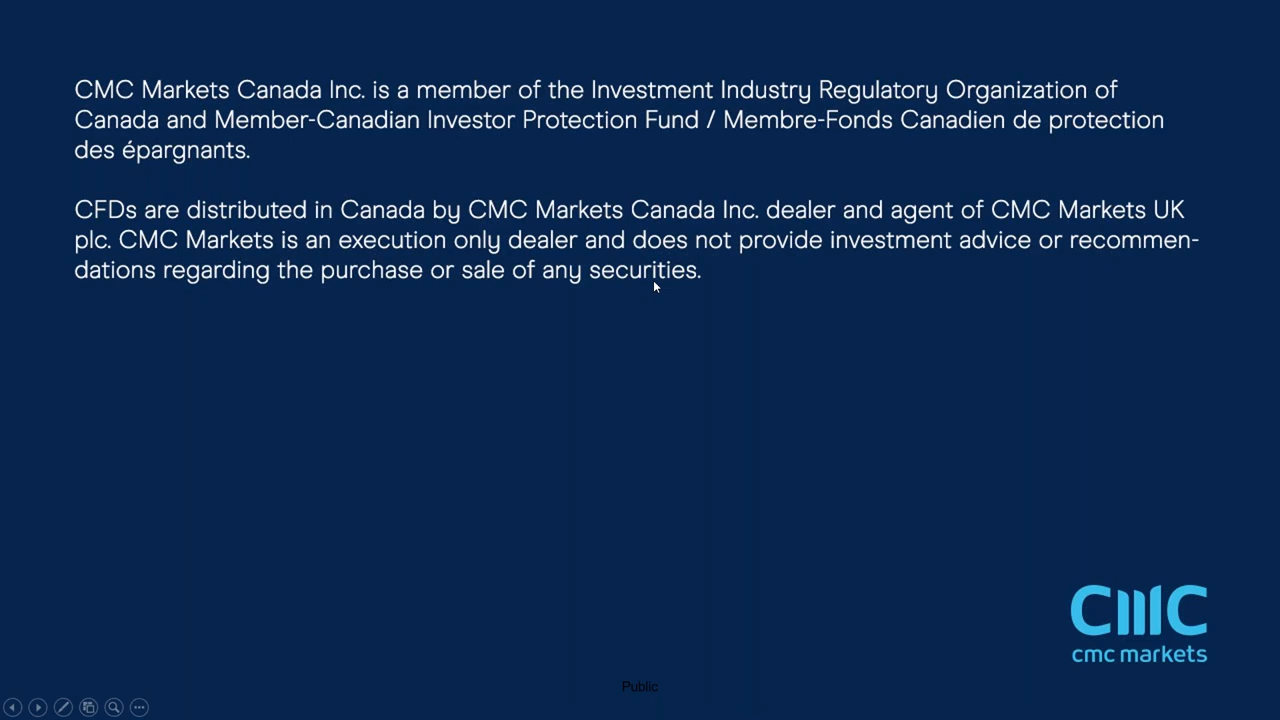 CMC Markets Canada Inc. is a member of the Investment Industry Regulatory Organization of
Canada and Member-Canadian Investor Protection Fund / Membre-Fonds Canadien de protection
des épargnants.
CFDs are distributed in Canada by CMC Markets Canada Inc. dealer and agent of CMC Markets UK
plc. CMC Markets is an execution only dealer and does not provide investment advice or recommen-
dations regarding the purchase or sale of any securities.
CMC
cmc markets
Public